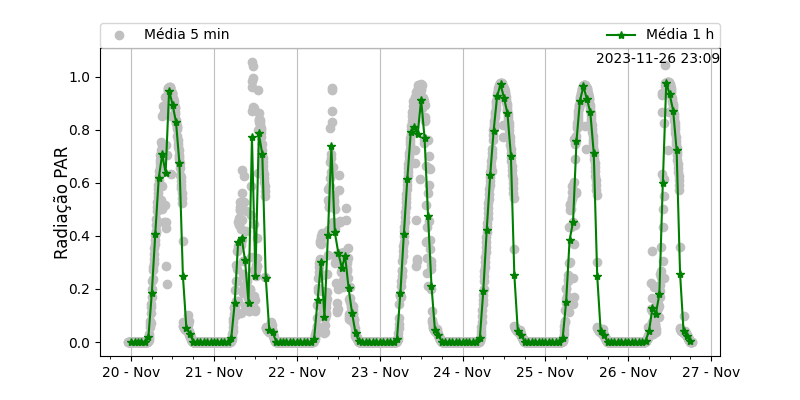 Média 5 min
Média 1 h
2023-11-26 23:09
Radiação PAR
1.0
0.8
0.6
0.4
0.2
0.0
20 - Nov
21 - Nov
22 - Nov
23 - Nov
24 - Nov
25 - Nov
26 - Nov
27 - Nov